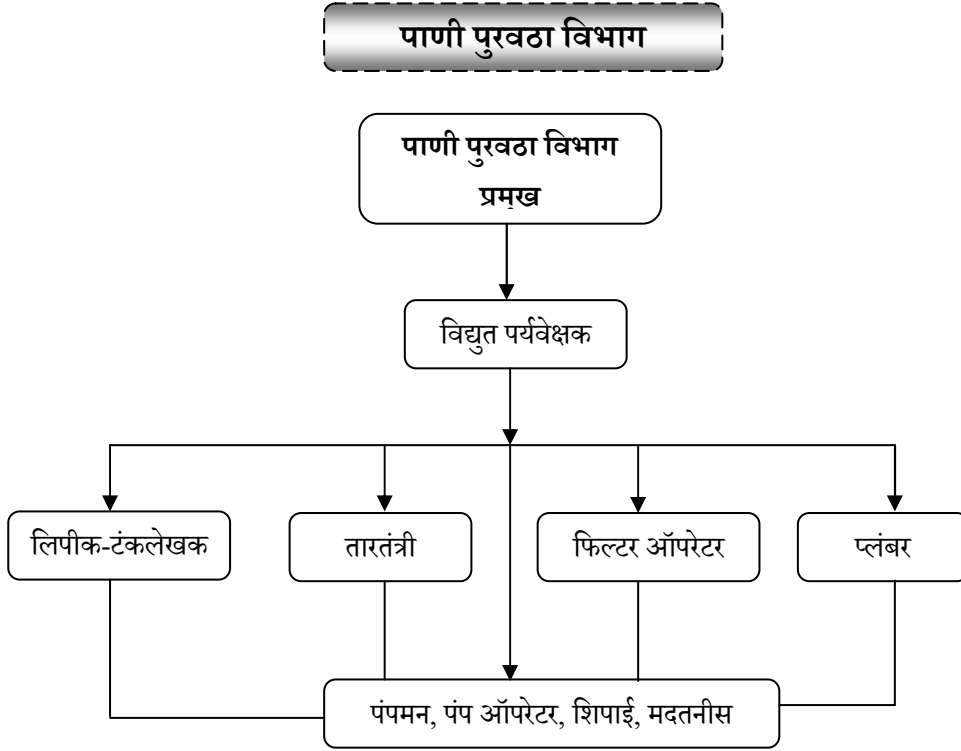 पाणी पुरवठा विभाग
पाणी पुरवठा विभाग
प्रमुख
विद्युत पर्यवेक्षक
लिपीक-टंकलेखक
तारतंत्री
फिल्टर ऑपरेटर
प्लंबर
पंपमन, पंप ऑपरेटर, शिपाई, मदतनीस